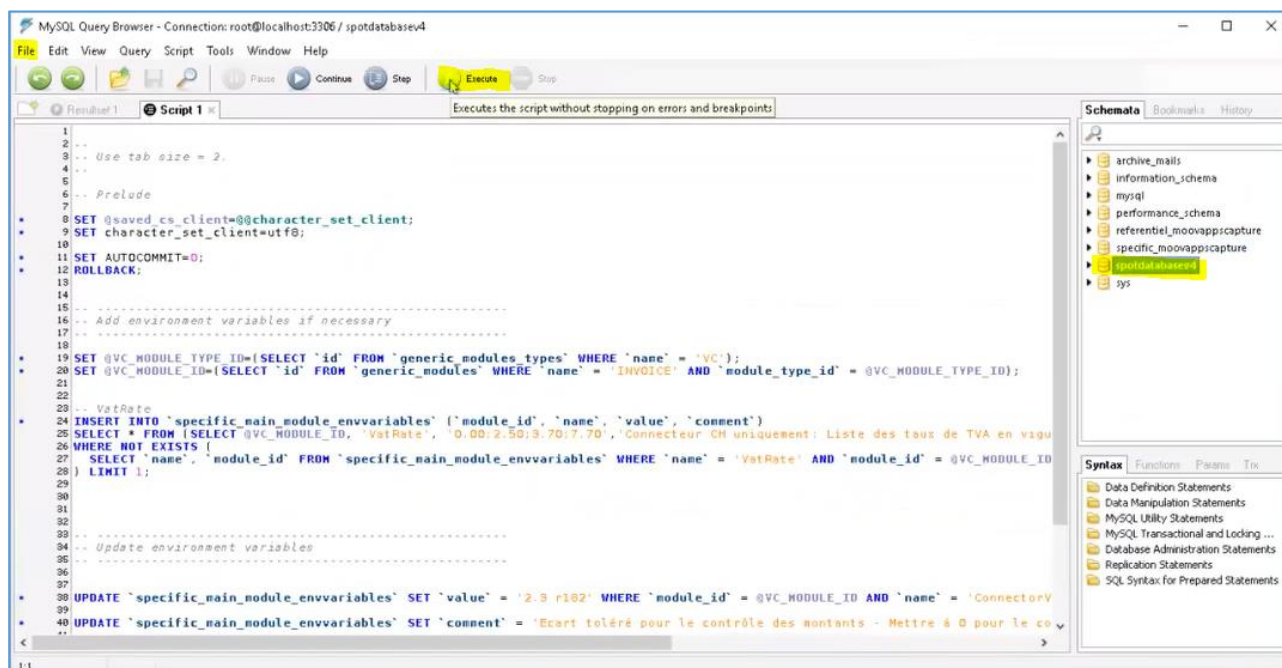 MySQL Query Browser - Connection: root@localhost:3306 / spotdatabasev4
File Edit View Query Script Tools Window Help
Pause Continue Step Execute Stop
Resultset 1 Script 1
Executes the script without stopping on errors and breakpoints
1
2 --
3 -- Use tab size = 2.
4 --
5
6 -- Prelude
7
8 SET @saved_cs_client=@@character_set_client;
9 SET character_set_client=utf8;
10
11 SET AUTOCOMMIT=0;
12 ROLLBACK;
13
14
15 -- --------------------------------------------------
16 -- Add environment variables if necessary
17 -- --------------------------------------------------
18
19 SET @VC_MODULE_TYPE_ID=(SELECT `id` FROM `generic_modules_types` WHERE `name` = 'VC');
20 SET @VC_MODULE_ID=(SELECT `id` FROM `generic_modules` WHERE `name` = 'INVOICE' AND `module_type_id` = @VC_MODULE_TYPE_ID);
21
22
23 -- VatRate
24 INSERT INTO `specific_main_module_envvariables` (`module_id`, `name`, `value`, `comment`)
25 SELECT * FROM (SELECT @VC_MODULE_ID, 'VatRate', '0.00;2.50;3.70;7.70','Connecteur CH uniquement: Liste des taux de TVA en vigu
26 WHERE NOT EXISTS (
27 SELECT `name`, `module_id` FROM `specific_main_module_envvariables` WHERE `name` = 'VatRate' AND `module_id` = @VC_MODULE_ID
28 ) LIMIT 1;
29
30
31
32
33 -- --------------------------------------------------
34 -- Update environment variables
35 -- --------------------------------------------------
36
37
38 UPDATE `specific_main_module_envvariables` SET `value` = '2.3 r162' WHERE `module_id` = @VC_MODULE_ID AND `name` = 'ConnectorV
39
40 UPDATE `specific_main_module_envvariables` SET `comment` = 'Ecart toléré pour le contrôle des montants - Mettre à 0 pour le co
41
1:1
Schemata Bookmarks History
archive_mails
information_schema
mysql
performance_schema
referentiel_moovappscapture
specific_moovappscapture
spotdatabasev4
sys
Syntax Functions Params Trx
Data Definition Statements
Data Manipulation Statements
MySQL Utility Statements
MySQL Transactional and Locking ...
Database Administration Statements
Replication Statements
SQL Syntax for Prepared Statements